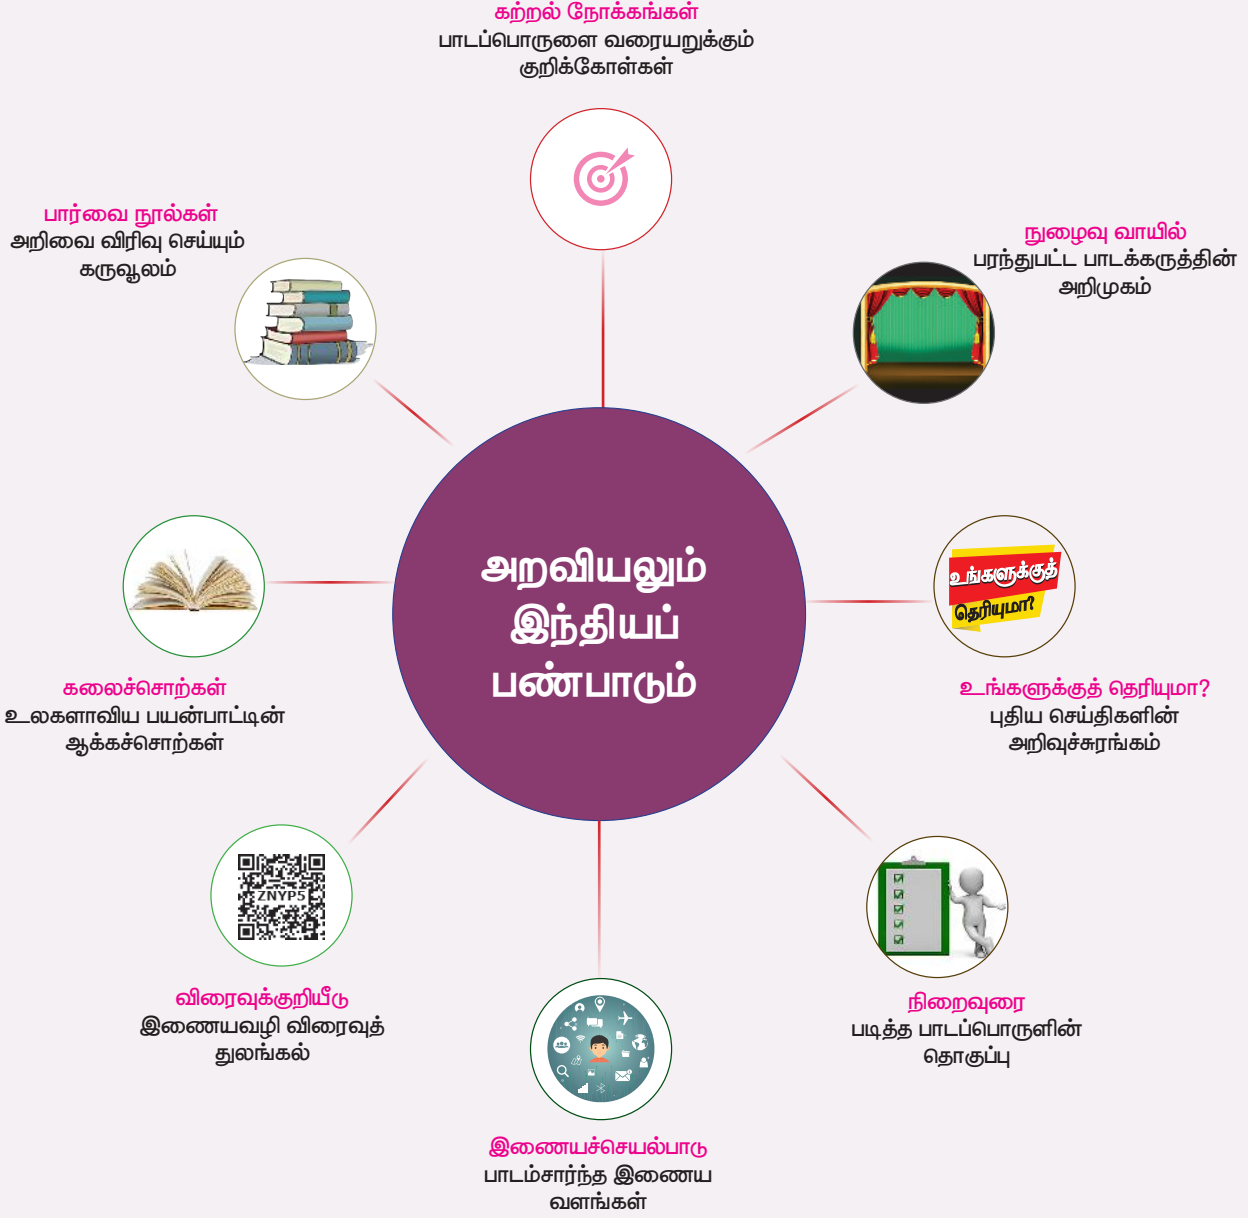 கற்றல் நோக்கங்கள்
பாடப்பொருளை வரையறுக்கும்
குறிக்கோள்கள்
நுழைவு வாயில்
பரந்துபட்ட பாடக்கருத்தின்
அறிமுகம்
உங்களுக்குத்
தெரியுமா?
உங்களுக்குத் தெரியுமா?
புதிய செய்திகளின்
அறிவுச்சுரங்கம்
நிறைவுரை
படித்த பாடப்பொருளின்
தொகுப்பு
இணையச்செயல்பாடு
பாடம்சார்ந்த இணைய
வளங்கள்
ZNYP5
விரைவுக்குறியீடு
இணையவழி விரைவுத்
துலங்கல்
கலைச்சொற்கள்
உலகளாவிய பயன்பாட்டின்
ஆக்கச்சொற்கள்
பார்வை நூல்கள்
அறிவை விரிவு செய்யும்
கருவூலம்
அறவியலும்
இந்தியப்
பண்பாடும்